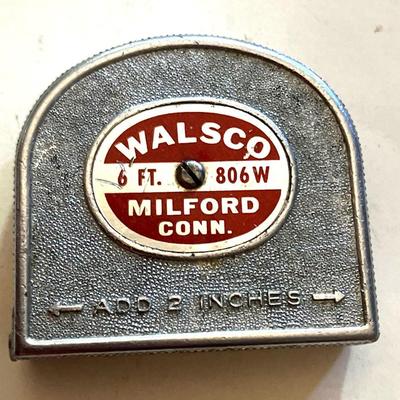 WALSCO
6 FT. 806W
MILFORD
CONN.
← ADD 2 INCHES →